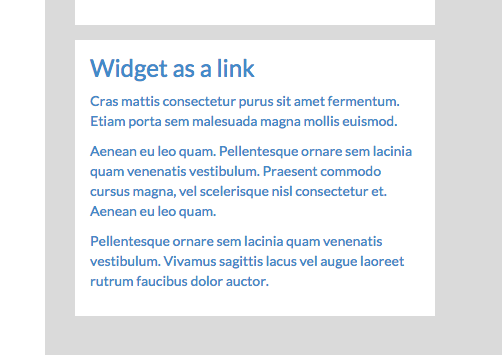 Widget as a link
Cras mattis consectetur purus sit amet fermentum.
Etiam porta sem malesuada magna mollis euismod.
Aenean eu leo quam. Pellentesque ornare sem lacinia
quam venenatis vestibulum. Praesent commodo
cursus magna, vel scelerisque nisl consectetur et.
Aenean eu leo quam.
Pellentesque ornare sem lacinia quam venenatis
vestibulum. Vivamus sagittis lacus vel augue laoreet
rutrum faucibus dolor auctor.